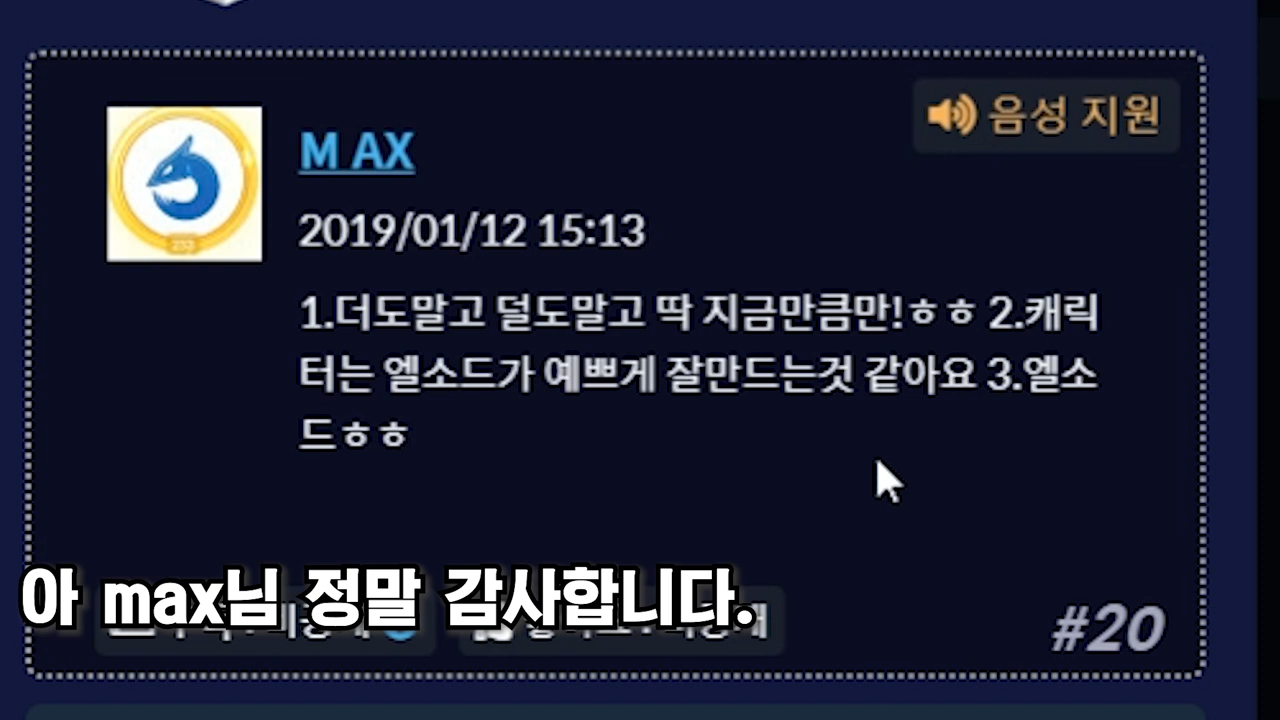 음성 지원
M AX
2019/01/12 15:13
1.더도말고 덜도말고 딱 지금만큼만!ㅎㅎ 2.캐릭
터는 엘소드가 예쁘게 잘만드는것 같아요 3.엘소
드ㅎㅎ
아 max님 정말 감사합니다.
#20